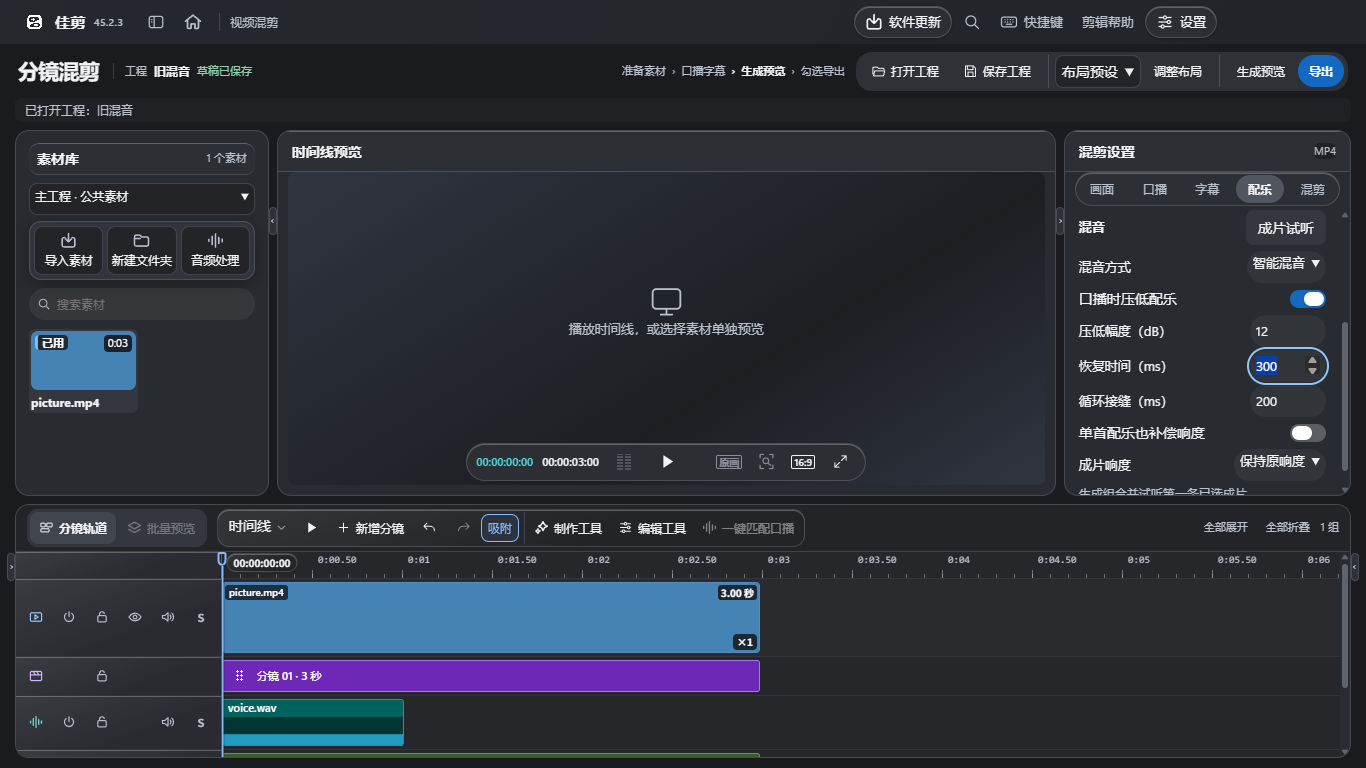 佳剪 45.2.3 视频混剪 软件更新 快捷键 剪辑帮助 设置
分镜混剪 工程 旧混音 草稿已保存 准备素材 › 口播字幕 › 生成预览 › 勾选导出 打开工程 保存工程 布局预设 ▼ 调整布局 生成预览 导出
已打开工程：旧混音
素材库 1 个素材
主工程 · 公共素材 ▼
导入素材 新建文件夹 音频处理
搜索素材
已用 0:03
picture.mp4
时间线预览
播放时间线，或选择素材单独预览
00:00:00:00 00:00:03:00 原画 16:9
混剪设置 MP4
画面 口播 字幕 配乐 混剪
混音 成片试听
混音方式 智能混音 ▼
口播时压低配乐
压低幅度（dB） 12
恢复时间（ms） 300
循环接缝（ms） 200
单首配乐也补偿响度
成片响度 保持原响度 ▼
生成组合并试听第一条已选成片
分镜轨道 批量预览 时间线 新增分镜 吸附 制作工具 编辑工具 一键匹配口播 全部展开 全部折叠 1 组
00:00:00:00 0:00.50 0:01 0:01.50 0:02 0:02.50 0:03 0:03.50 0:04 0:04.50 0:05 0:05.50 0:06
picture.mp4 3.00 秒
×1
S
分镜 01 · 3 秒
voice.wav
S